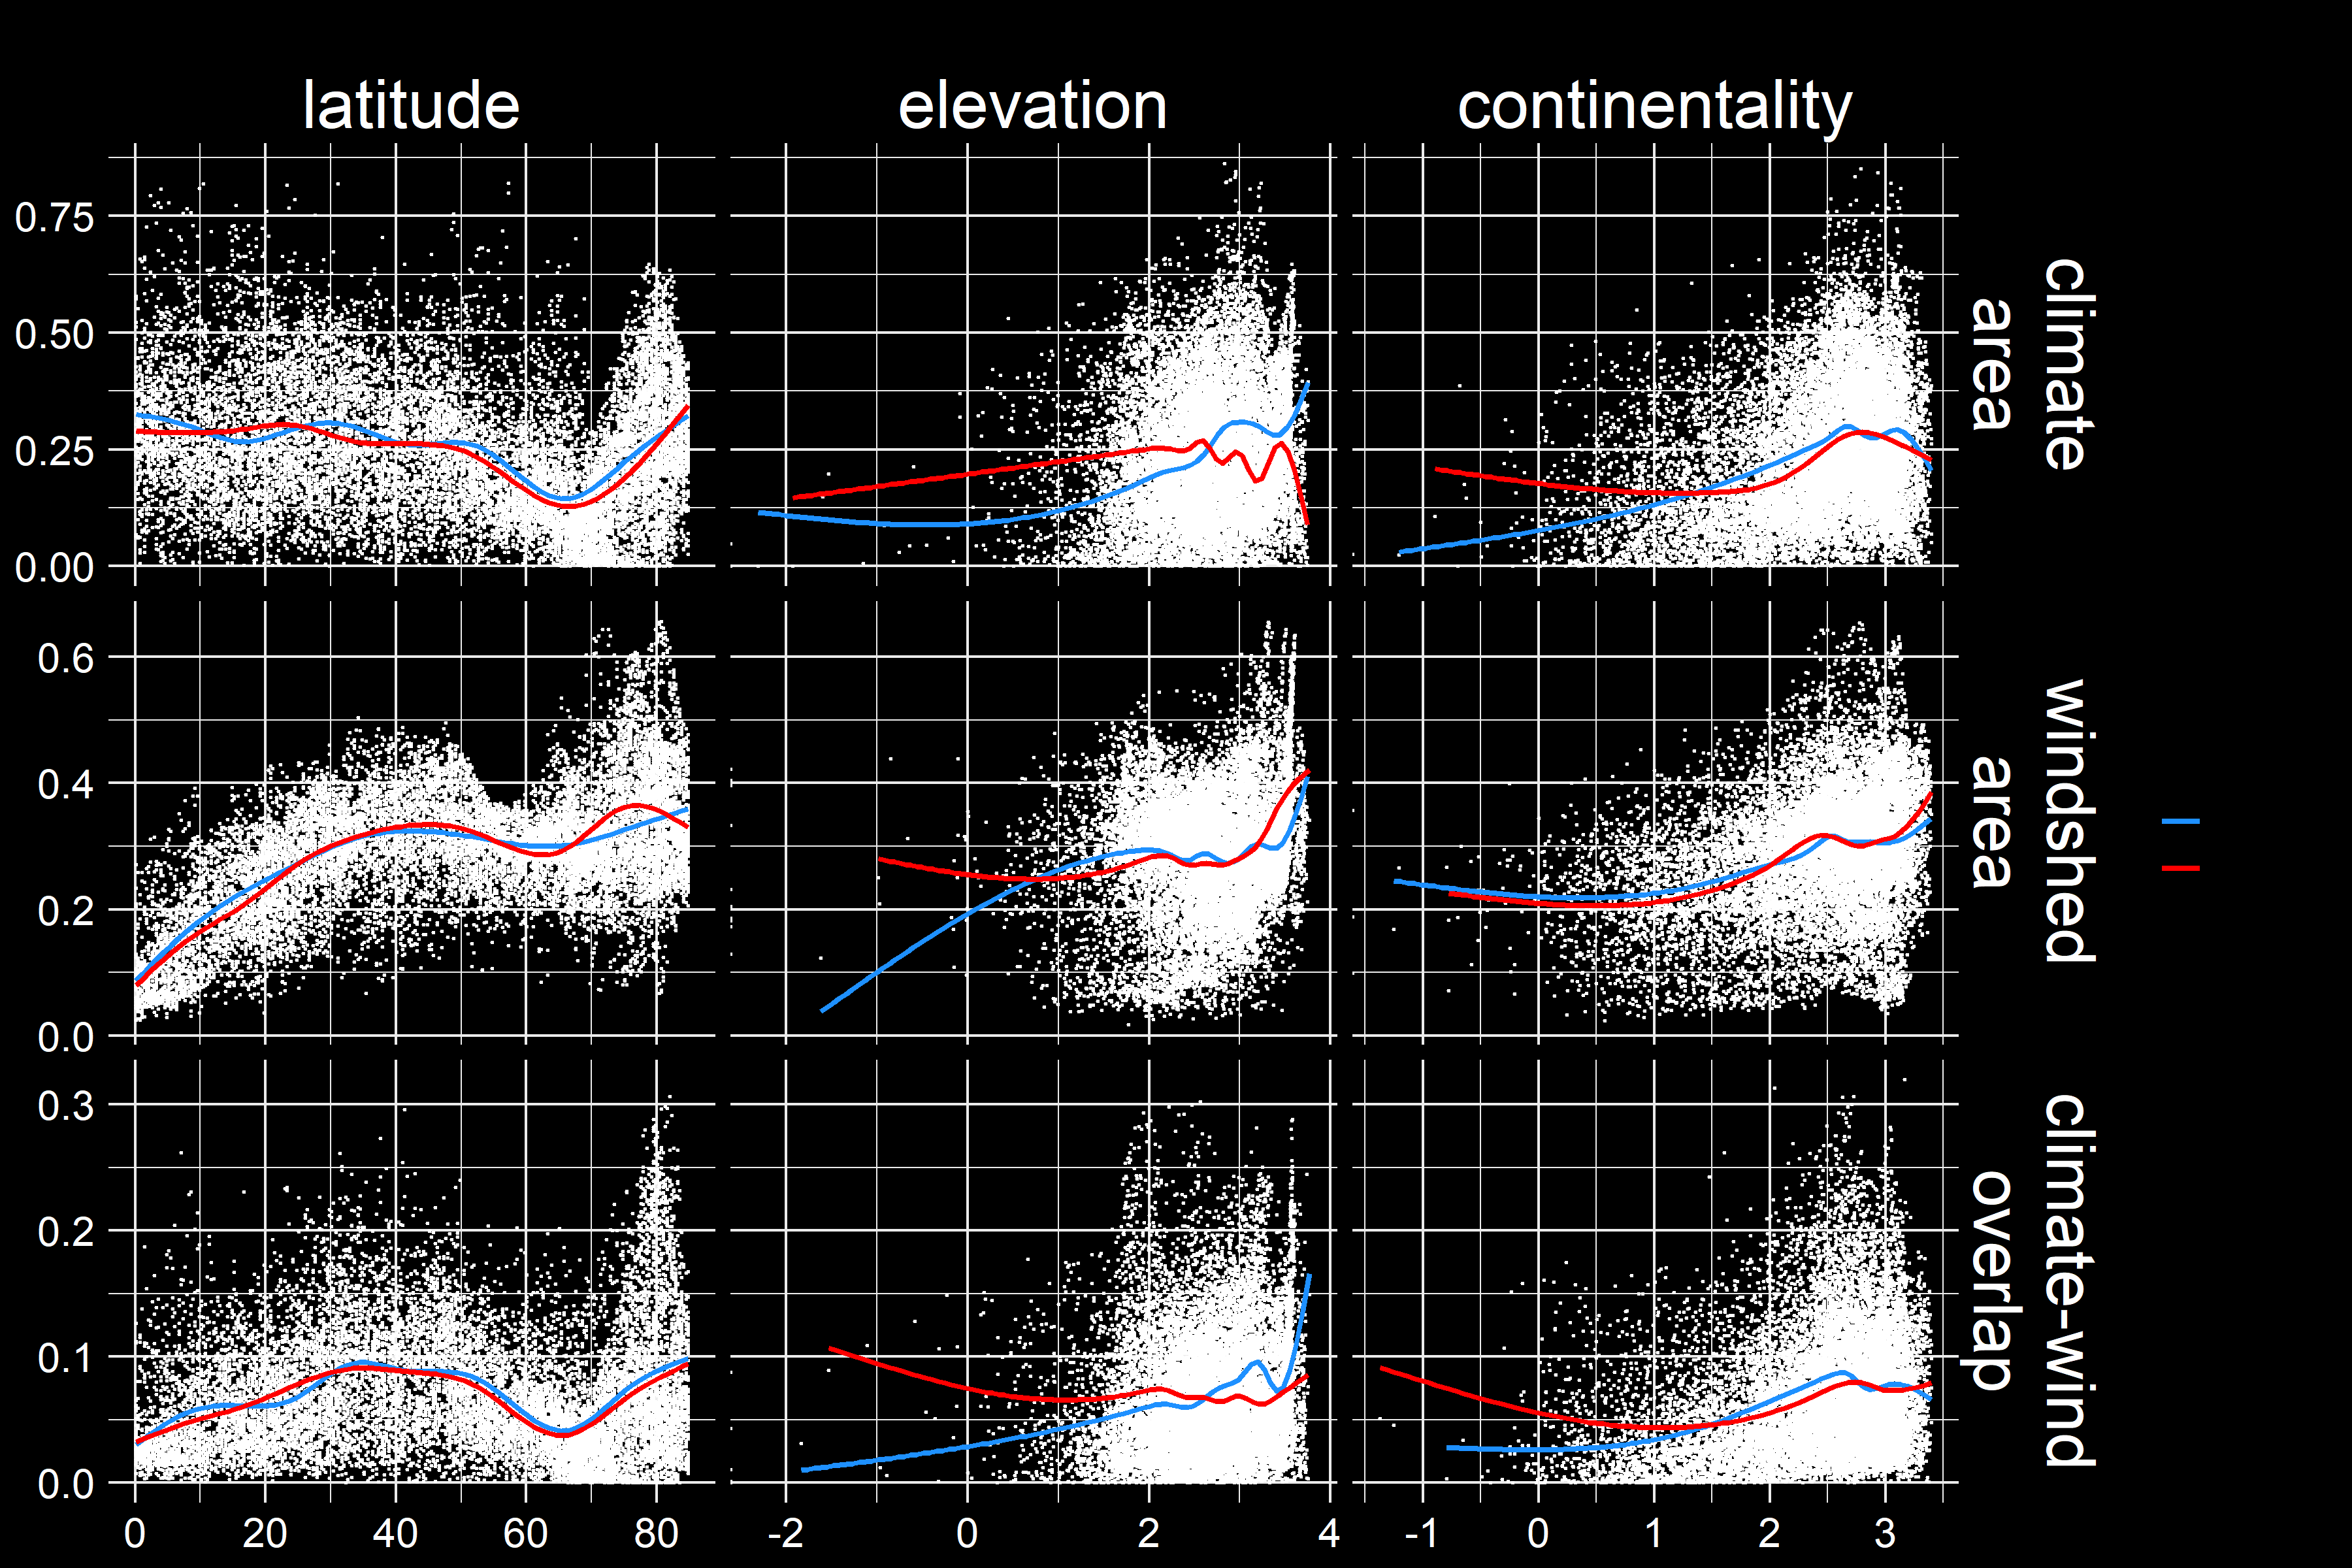 latitude elevation continentality
0.75
0.50
0.25
0.00
climate
area
0.6
0.4
0.2
0.0
windshed
area
0.3
0.2
0.1
0.0
climate-wind
overlap
0 20 40 60 80 -2 0 2 4 -1 0 1 2 3